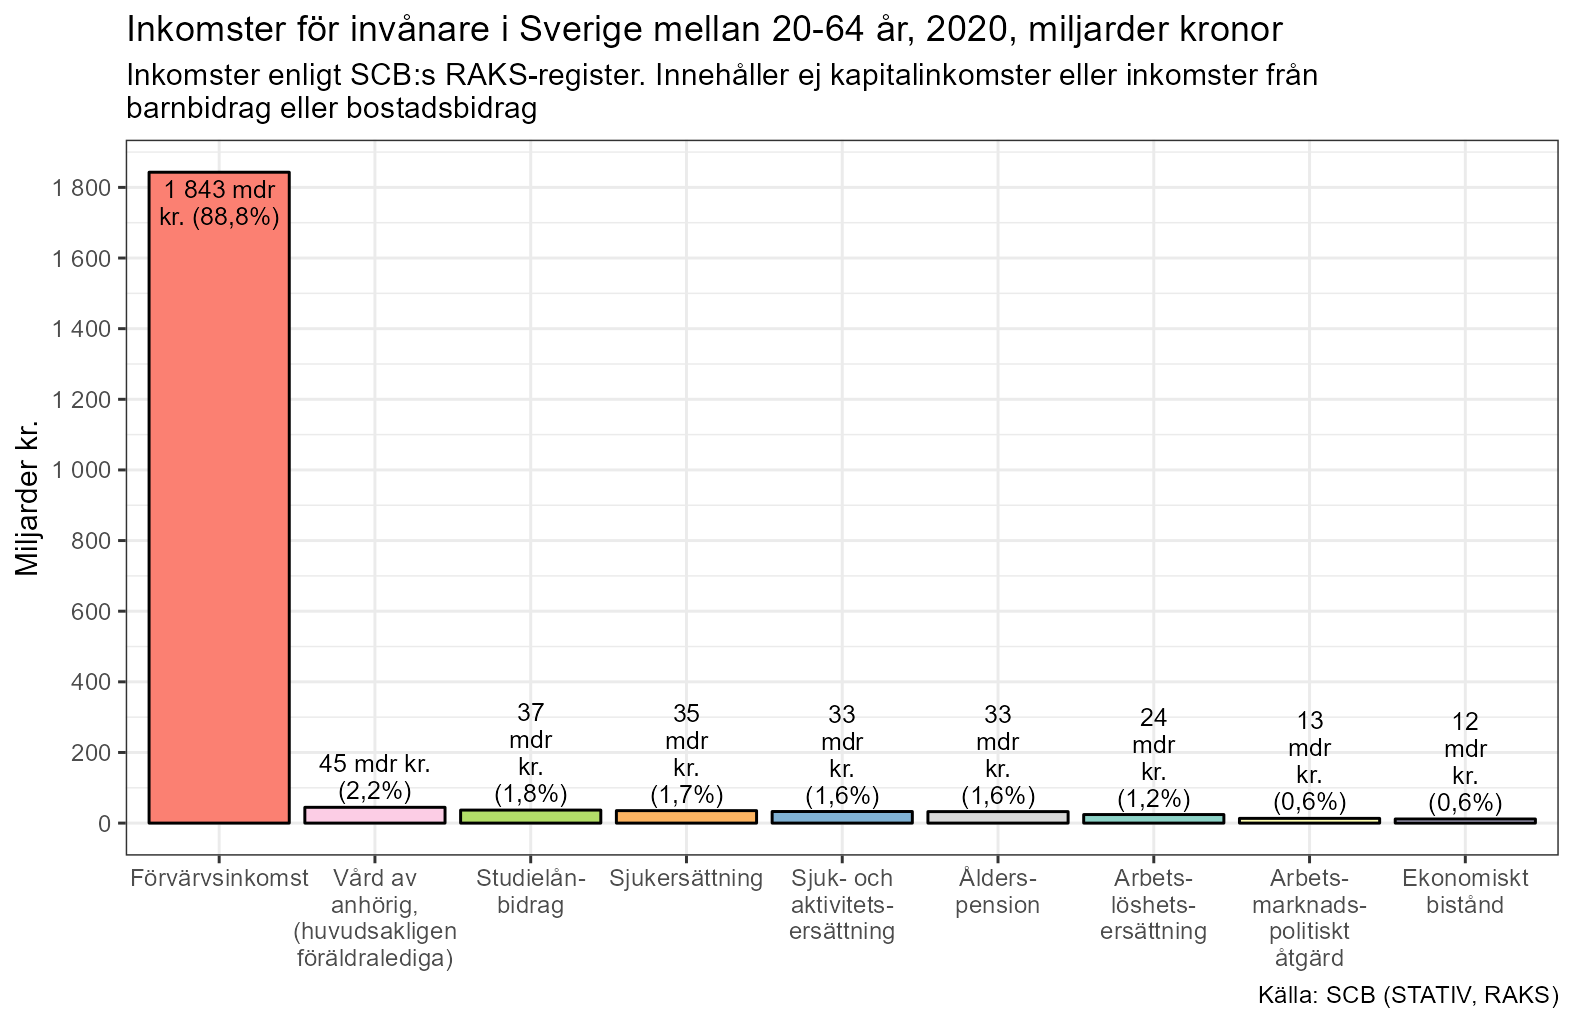 Inkomster för invånare i Sverige mellan 20-64 år, 2020, miljarder kronor
Inkomster enligt SCB:s RAKS-register. Innehåller ej kapitalinkomster eller inkomster från
barnbidrag eller bostadsbidrag
Miljarder kr.
1 800
1 600
1 400
1 200
1 000
800
600
400
200
0
1 843 mdr
kr. (88,8%)
45 mdr kr.
(2,2%)
37
mdr
kr.
(1,8%)
35
mdr
kr.
(1,7%)
33
mdr
kr.
(1,6%)
33
mdr
kr.
(1,6%)
24
mdr
kr.
(1,2%)
13
mdr
kr.
(0,6%)
12
mdr
kr.
(0,6%)
Förvärvsinkomst
Vård av
anhörig,
(huvudsakligen
föräldralediga)
Studielån-
bidrag
Sjukersättning
Sjuk- och
aktivitets-
ersättning
Ålders-
pension
Arbets-
löshets-
ersättning
Arbets-
marknads-
politiskt
åtgärd
Ekonomiskt
bistånd
Källa: SCB (STATIV, RAKS)